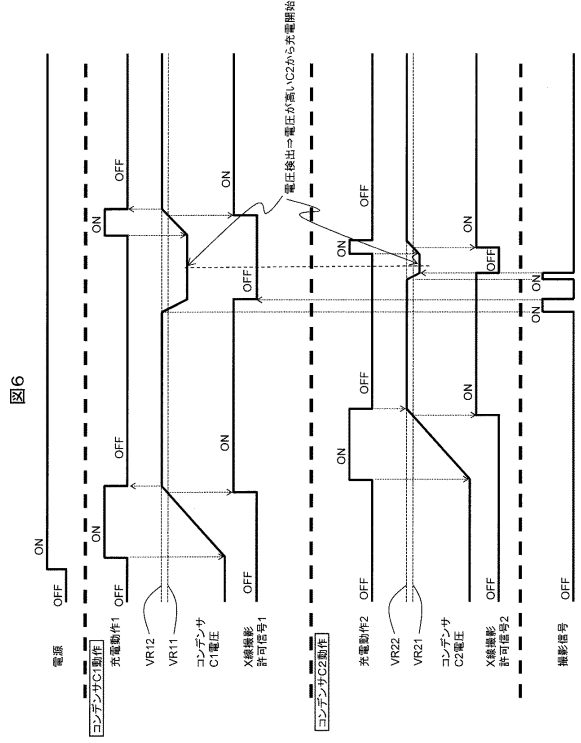 図6
電源
OFF
ON
コンデンサC1動作
充電動作1
OFF
ON
OFF
ON
OFF
VR12
VR11
コンデンサ
C1電圧
X線撮影
許可信号1
OFF
ON
OFF
ON
電圧検出⇒電圧が高いC2から充電開始
コンデンサC2動作
充電動作2
OFF
ON
OFF
ON
OFF
VR22
VR21
コンデンサ
C2電圧
X線撮影
許可信号2
OFF
ON
OFF
ON
撮影信号
OFF
ON
ON
OFF